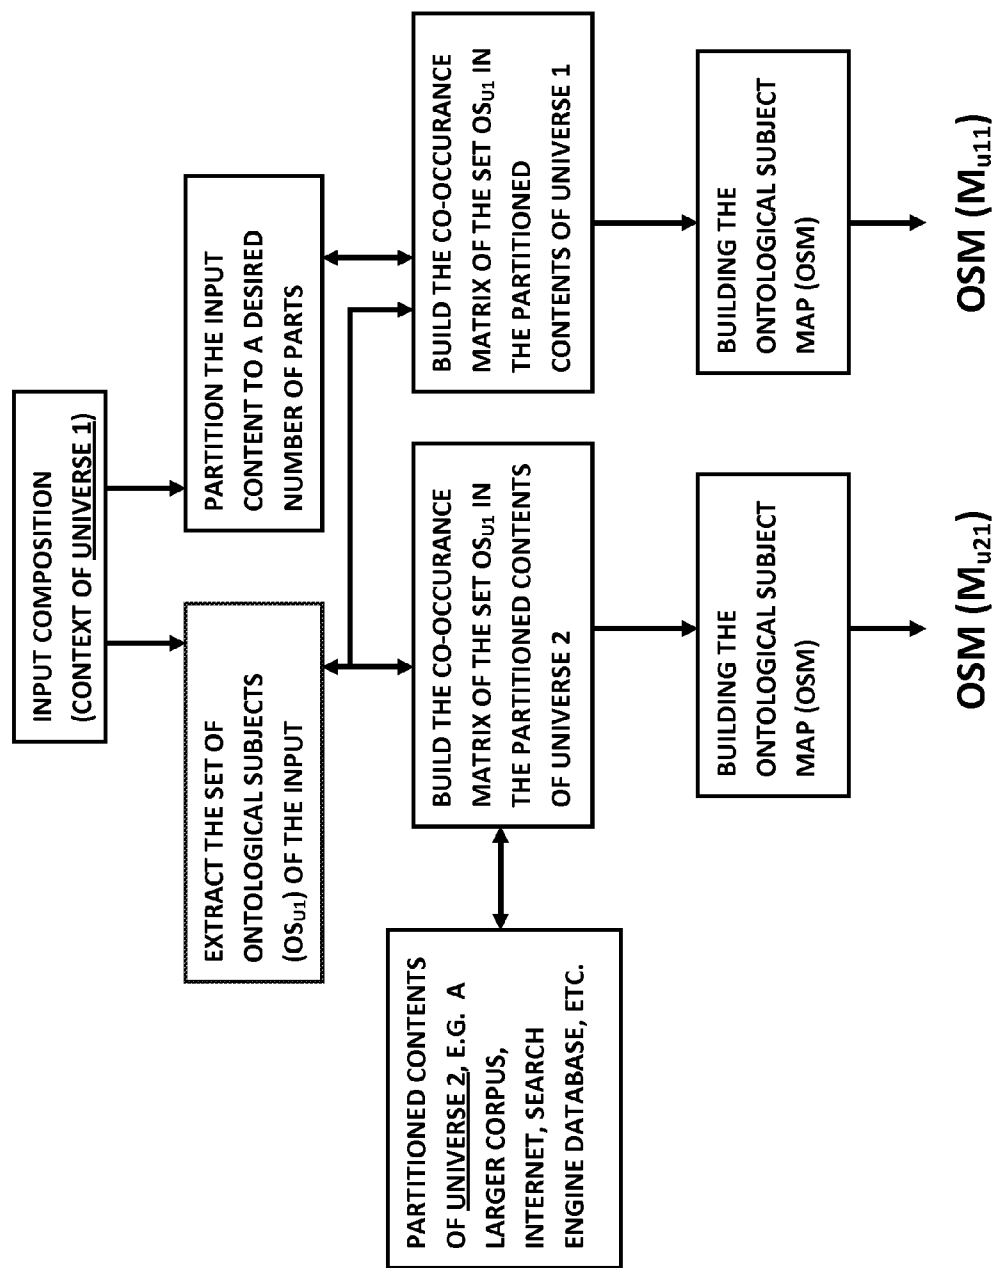 INPUT COMPOSITION
(CONTEXT OF UNIVERSE 1)
EXTRACT THE SET OF
ONTOLOGICAL SUBJECTS
(OSU1) OF THE INPUT
PARTITION THE INPUT
CONTENT TO A DESIRED
NUMBER OF PARTS
PARTITIONED CONTENTS
OF UNIVERSE 2, E.G. A
LARGER CORPUS,
INTERNET, SEARCH
ENGINE DATABASE, ETC.
BUILD THE CO-OCCURANCE
MATRIX OF THE SET OSU1 IN
THE PARTITIONED CONTENTS
OF UNIVERSE 2
BUILD THE CO-OCCURANCE
MATRIX OF THE SET OSU1 IN
THE PARTITIONED
CONTENTS OF UNIVERSE 1
BUILDING THE
ONTOLOGICAL SUBJECT
MAP (OSM)
BUILDING THE
ONTOLOGICAL SUBJECT
MAP (OSM)
OSM (Mu21)
OSM (Mu11)